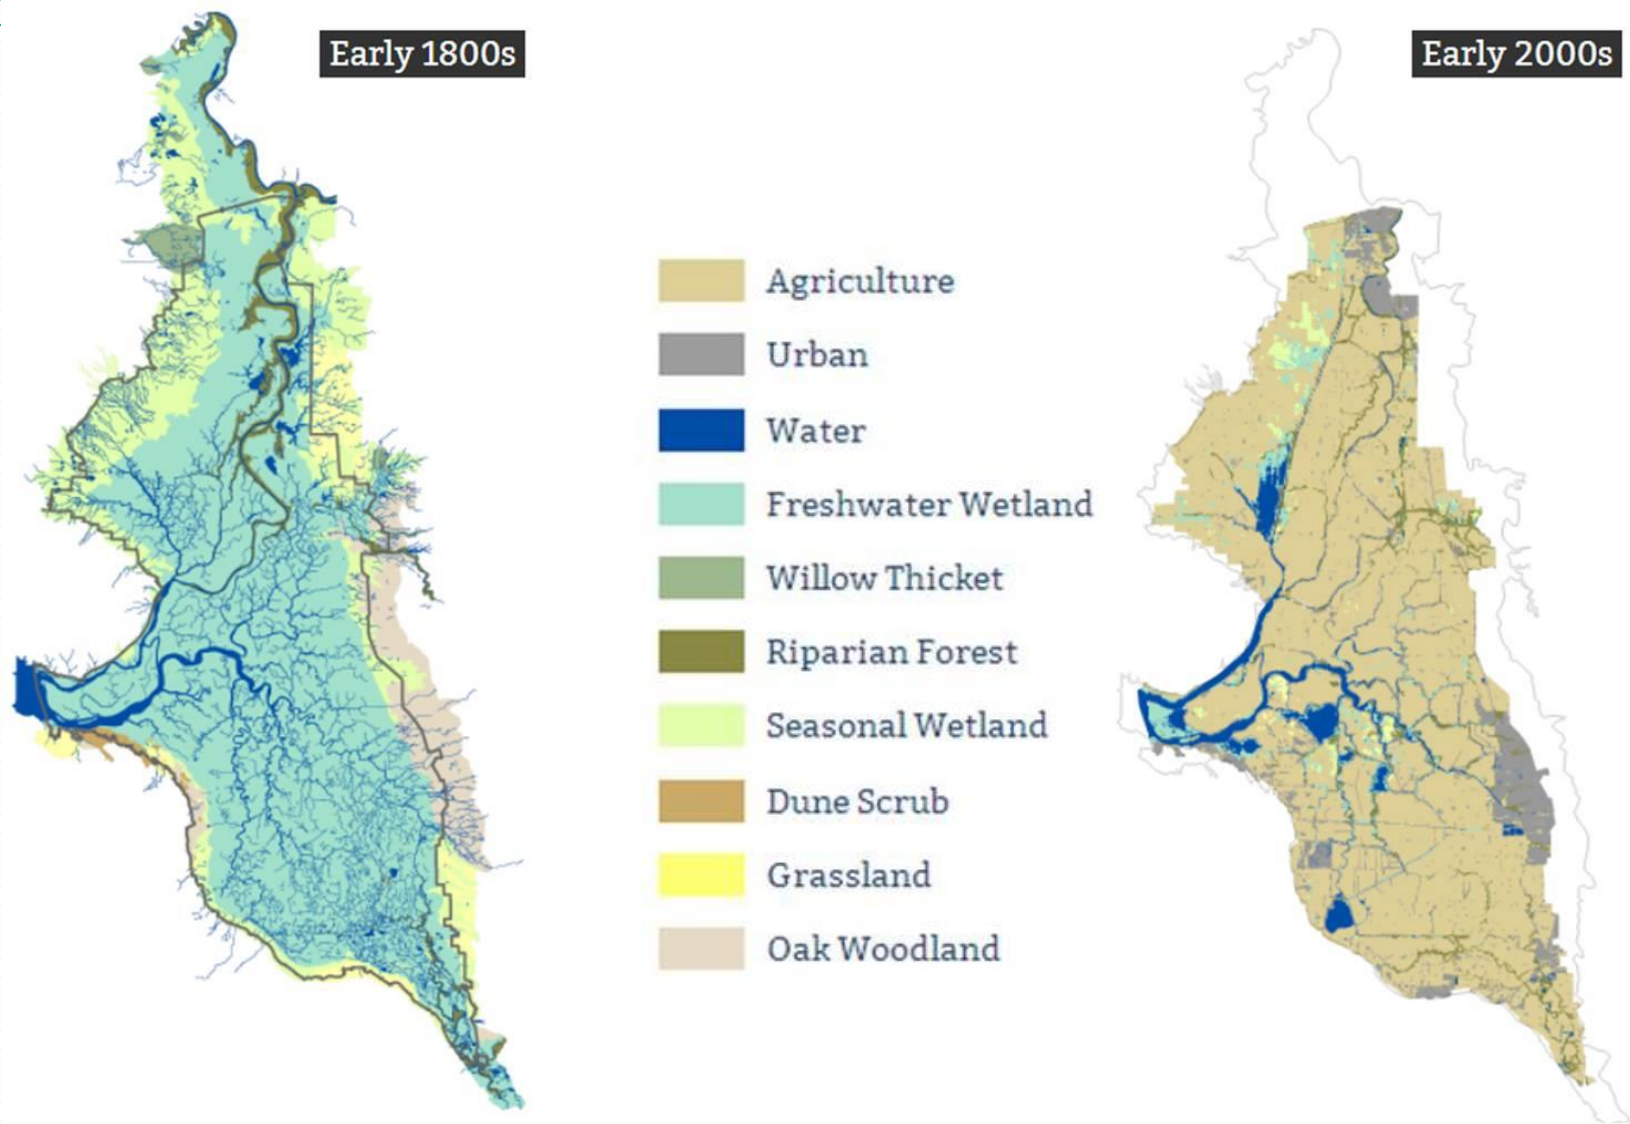 Early 1800s
Early 2000s
Agriculture
Urban
Water
Freshwater Wetland
Willow Thicket
Riparian Forest
Seasonal Wetland
Dune Scrub
Grassland
Oak Woodland